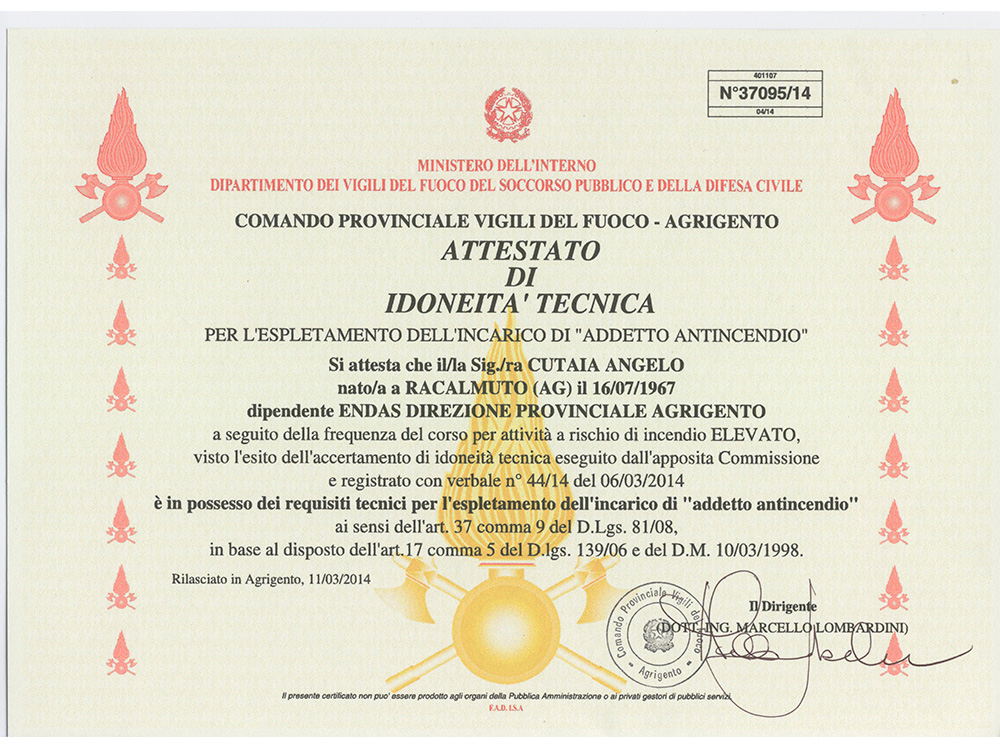 401107
N°37095/14
04/14
MINISTERO DELL'INTERNO
DIPARTIMENTO DEI VIGILI DEL FUOCO DEL SOCCORSO PUBBLICO E DELLA DIFESA CIVILE
COMANDO PROVINCIALE VIGILI DEL FUOCO - AGRIGENTO
ATTESTATO
DI
IDONEITA' TECNICA
PER L'ESPLETAMENTO DELL'INCARICO DI "ADDETTO ANTINCENDIO"
Si attesta che il/la Sig./ra CUTAIA ANGELO
nato/a a RACALMUTO (AG) il 16/07/1967
dipendente ENDAS DIREZIONE PROVINCIALE AGRIGENTO
a seguito della frequenza del corso per attività a rischio di incendio ELEVATO,
visto l'esito dell'accertamento di idoneità tecnica eseguito dall'apposita Commissione
e registrato con verbale n° 44/14 del 06/03/2014
è in possesso dei requisiti tecnici per l'espletamento dell'incarico di "addetto antincendio"
ai sensi dell'art. 37 comma 9 del D.Lgs. 81/08,
in base al disposto dell'art.17 comma 5 del D.lgs. 139/06 e del D.M. 10/03/1998.
Rilasciato in Agrigento, 11/03/2014
Il Dirigente
(DOTT. ING. MARCELLO LOMBARDINI)
Comando Provinciale Vigili del Fuoco
- Agrigento -
Il presente certificato non puo' essere prodotto agli organi della Pubblica Amministrazione o ai privati gestori di pubblici servizi.
F.A.D. I.S.A